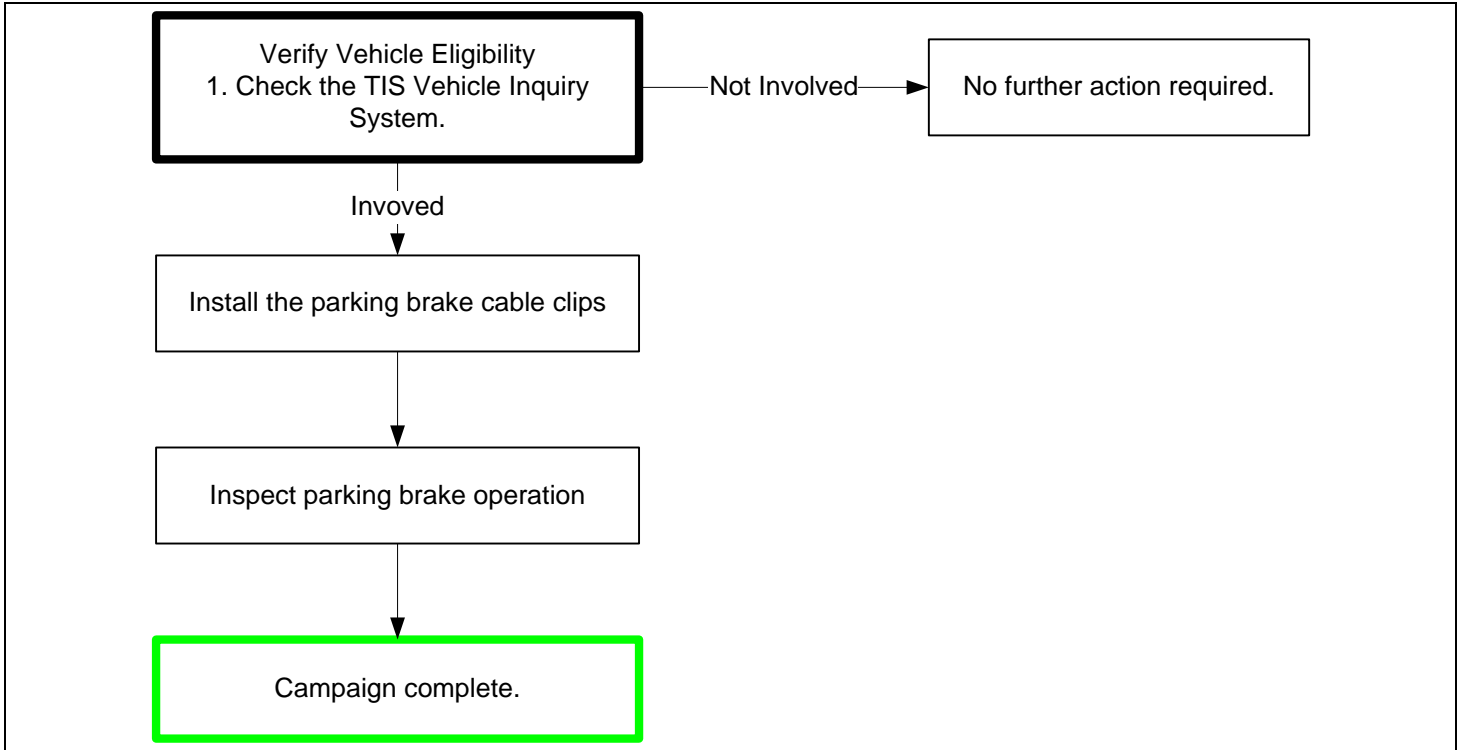 Verify Vehicle Eligibility
1. Check the TIS Vehicle Inquiry
System.
Not Involved
No further action required.
Invoved
Install the parking brake cable clips
Inspect parking brake operation
Campaign complete.